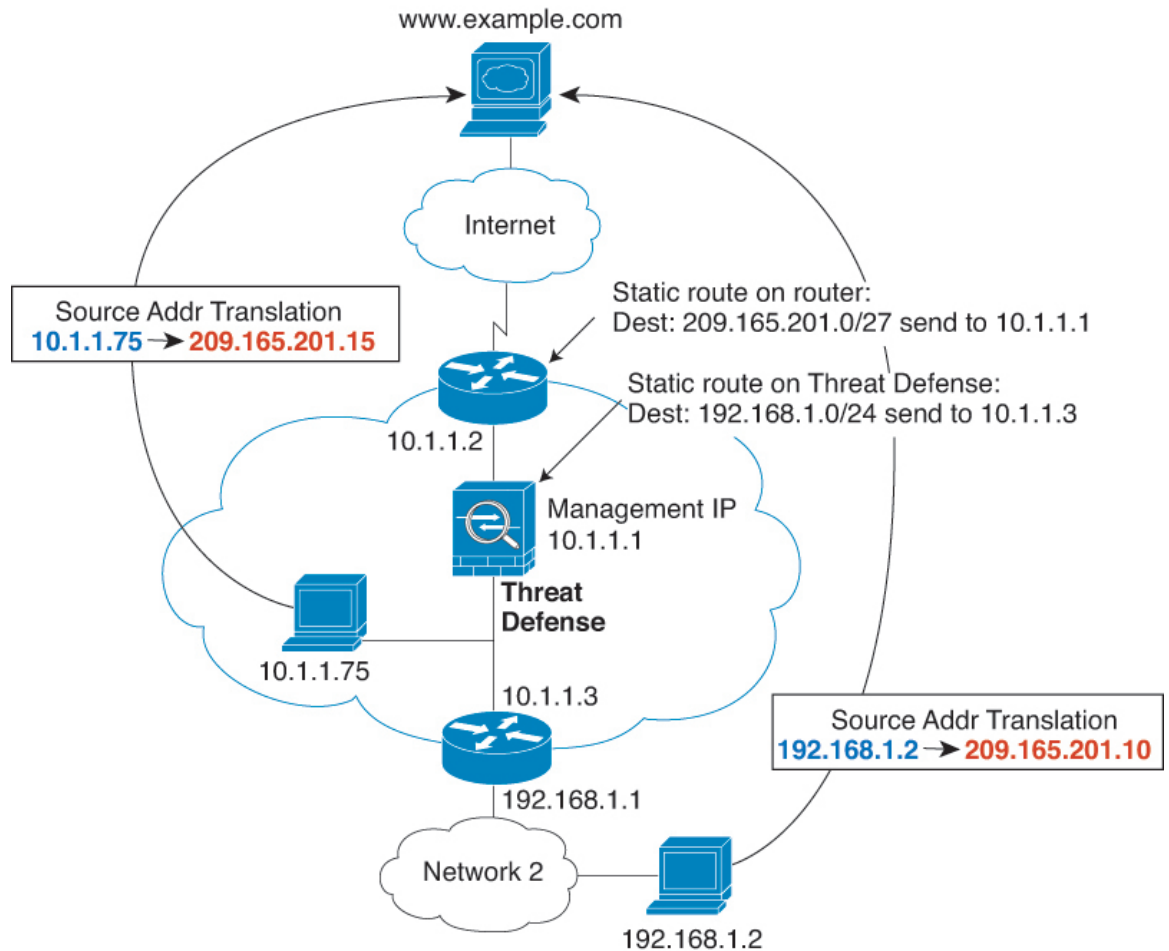 www.example.com
Internet
Source Addr Translation
10.1.1.75 → 209.165.201.15
Static route on router:
Dest: 209.165.201.0/27 send to 10.1.1.1
Static route on Threat Defense:
Dest: 192.168.1.0/24 send to 10.1.1.3
10.1.1.2
Management IP
10.1.1.1
Threat
Defense
10.1.1.75
10.1.1.3
Source Addr Translation
192.168.1.2 → 209.165.201.10
192.168.1.1
Network 2
192.168.1.2